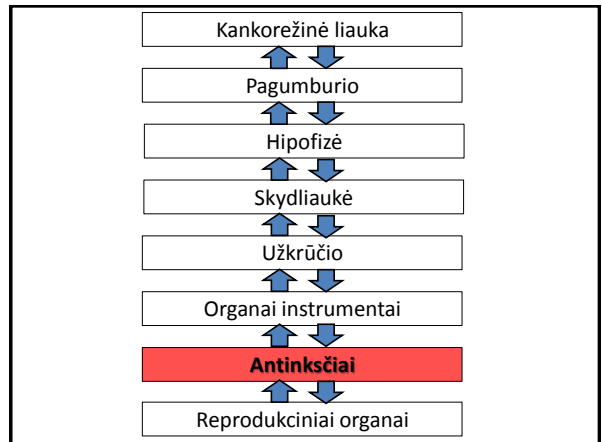 Kankorežinė liauka
Pagumburio
Hipofizė
Skydliaukė
Užkrūčio
Organai instrumentai
Antinksčiai
Reprodukciniai organai